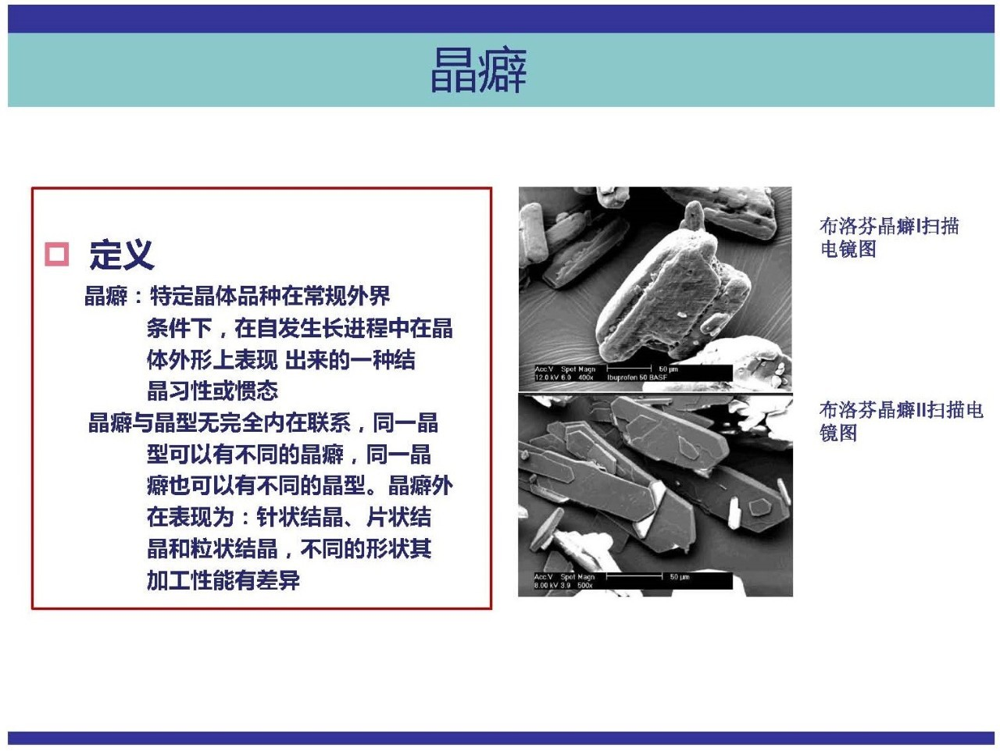 晶癖
定义
晶癖：特定晶体品种在常规外界
条件下，在自发生长进程中在晶
体外形上表现 出来的一种结
晶习性或惯态
晶癖与晶型无完全内在联系，同一晶
型可以有不同的晶癖，同一晶
癖也可以有不同的晶型。晶癖外
在表现为：针状结晶、片状结
晶和粒状结晶，不同的形状其
加工性能有差异
布洛芬晶癖I扫描
电镜图
Acc.V Spot Magn 50 µm
12.0 kV 6.0 400x Ibuprofen 50 BASF
布洛芬晶癖II扫描电
镜图
Acc.V Spot Magn 50 µm
8.00 kV 3.9 500x